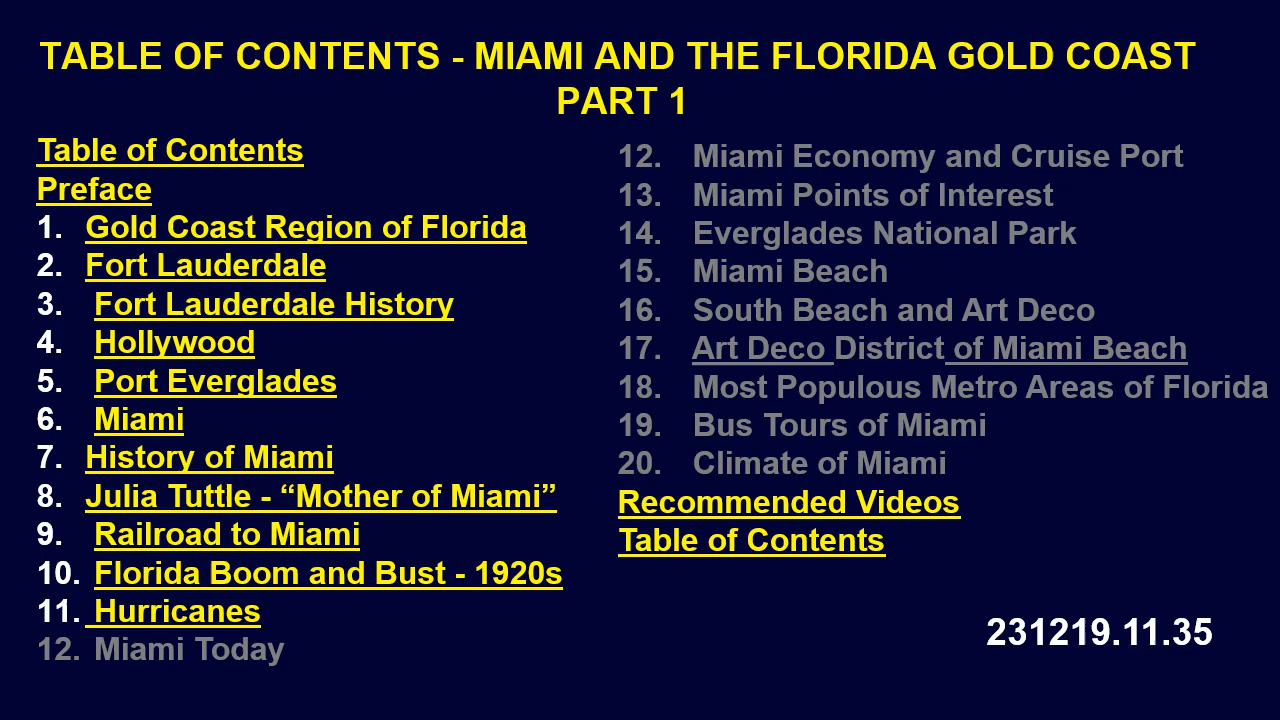 TABLE OF CONTENTS - MIAMI AND THE FLORIDA GOLD COAST
PART 1
Table of Contents
Preface
1. Gold Coast Region of Florida
2. Fort Lauderdale
3. Fort Lauderdale History
4. Hollywood
5. Port Everglades
6. Miami
7. History of Miami
8. Julia Tuttle - “Mother of Miami”
9. Railroad to Miami
10. Florida Boom and Bust - 1920s
11. Hurricanes
12. Miami Today
12. Miami Economy and Cruise Port
13. Miami Points of Interest
14. Everglades National Park
15. Miami Beach
16. South Beach and Art Deco
17. Art Deco District of Miami Beach
18. Most Populous Metro Areas of Florida
19. Bus Tours of Miami
20. Climate of Miami
Recommended Videos
Table of Contents
231219.11.35